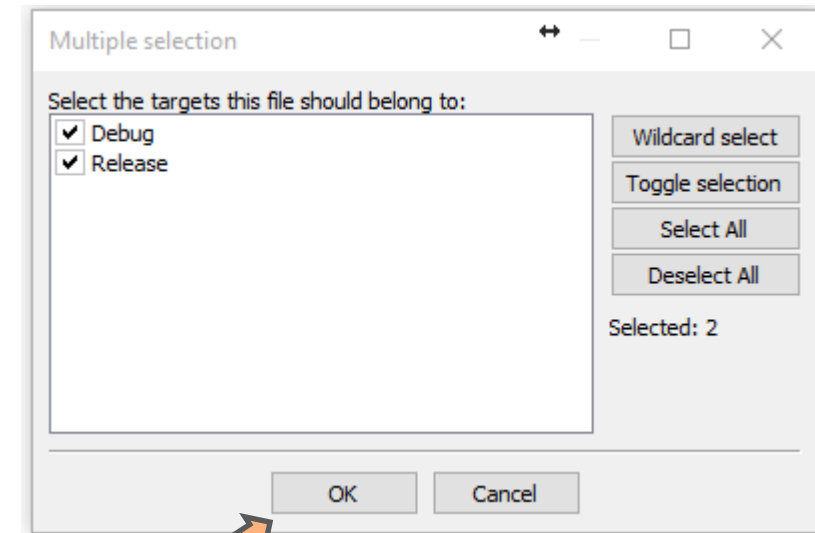 Multiple selection
Select the targets this file should belong to:
Debug
Release
Wildcard select
Toggle selection
Select All
Deselect All
Selected: 2
OK
Cancel